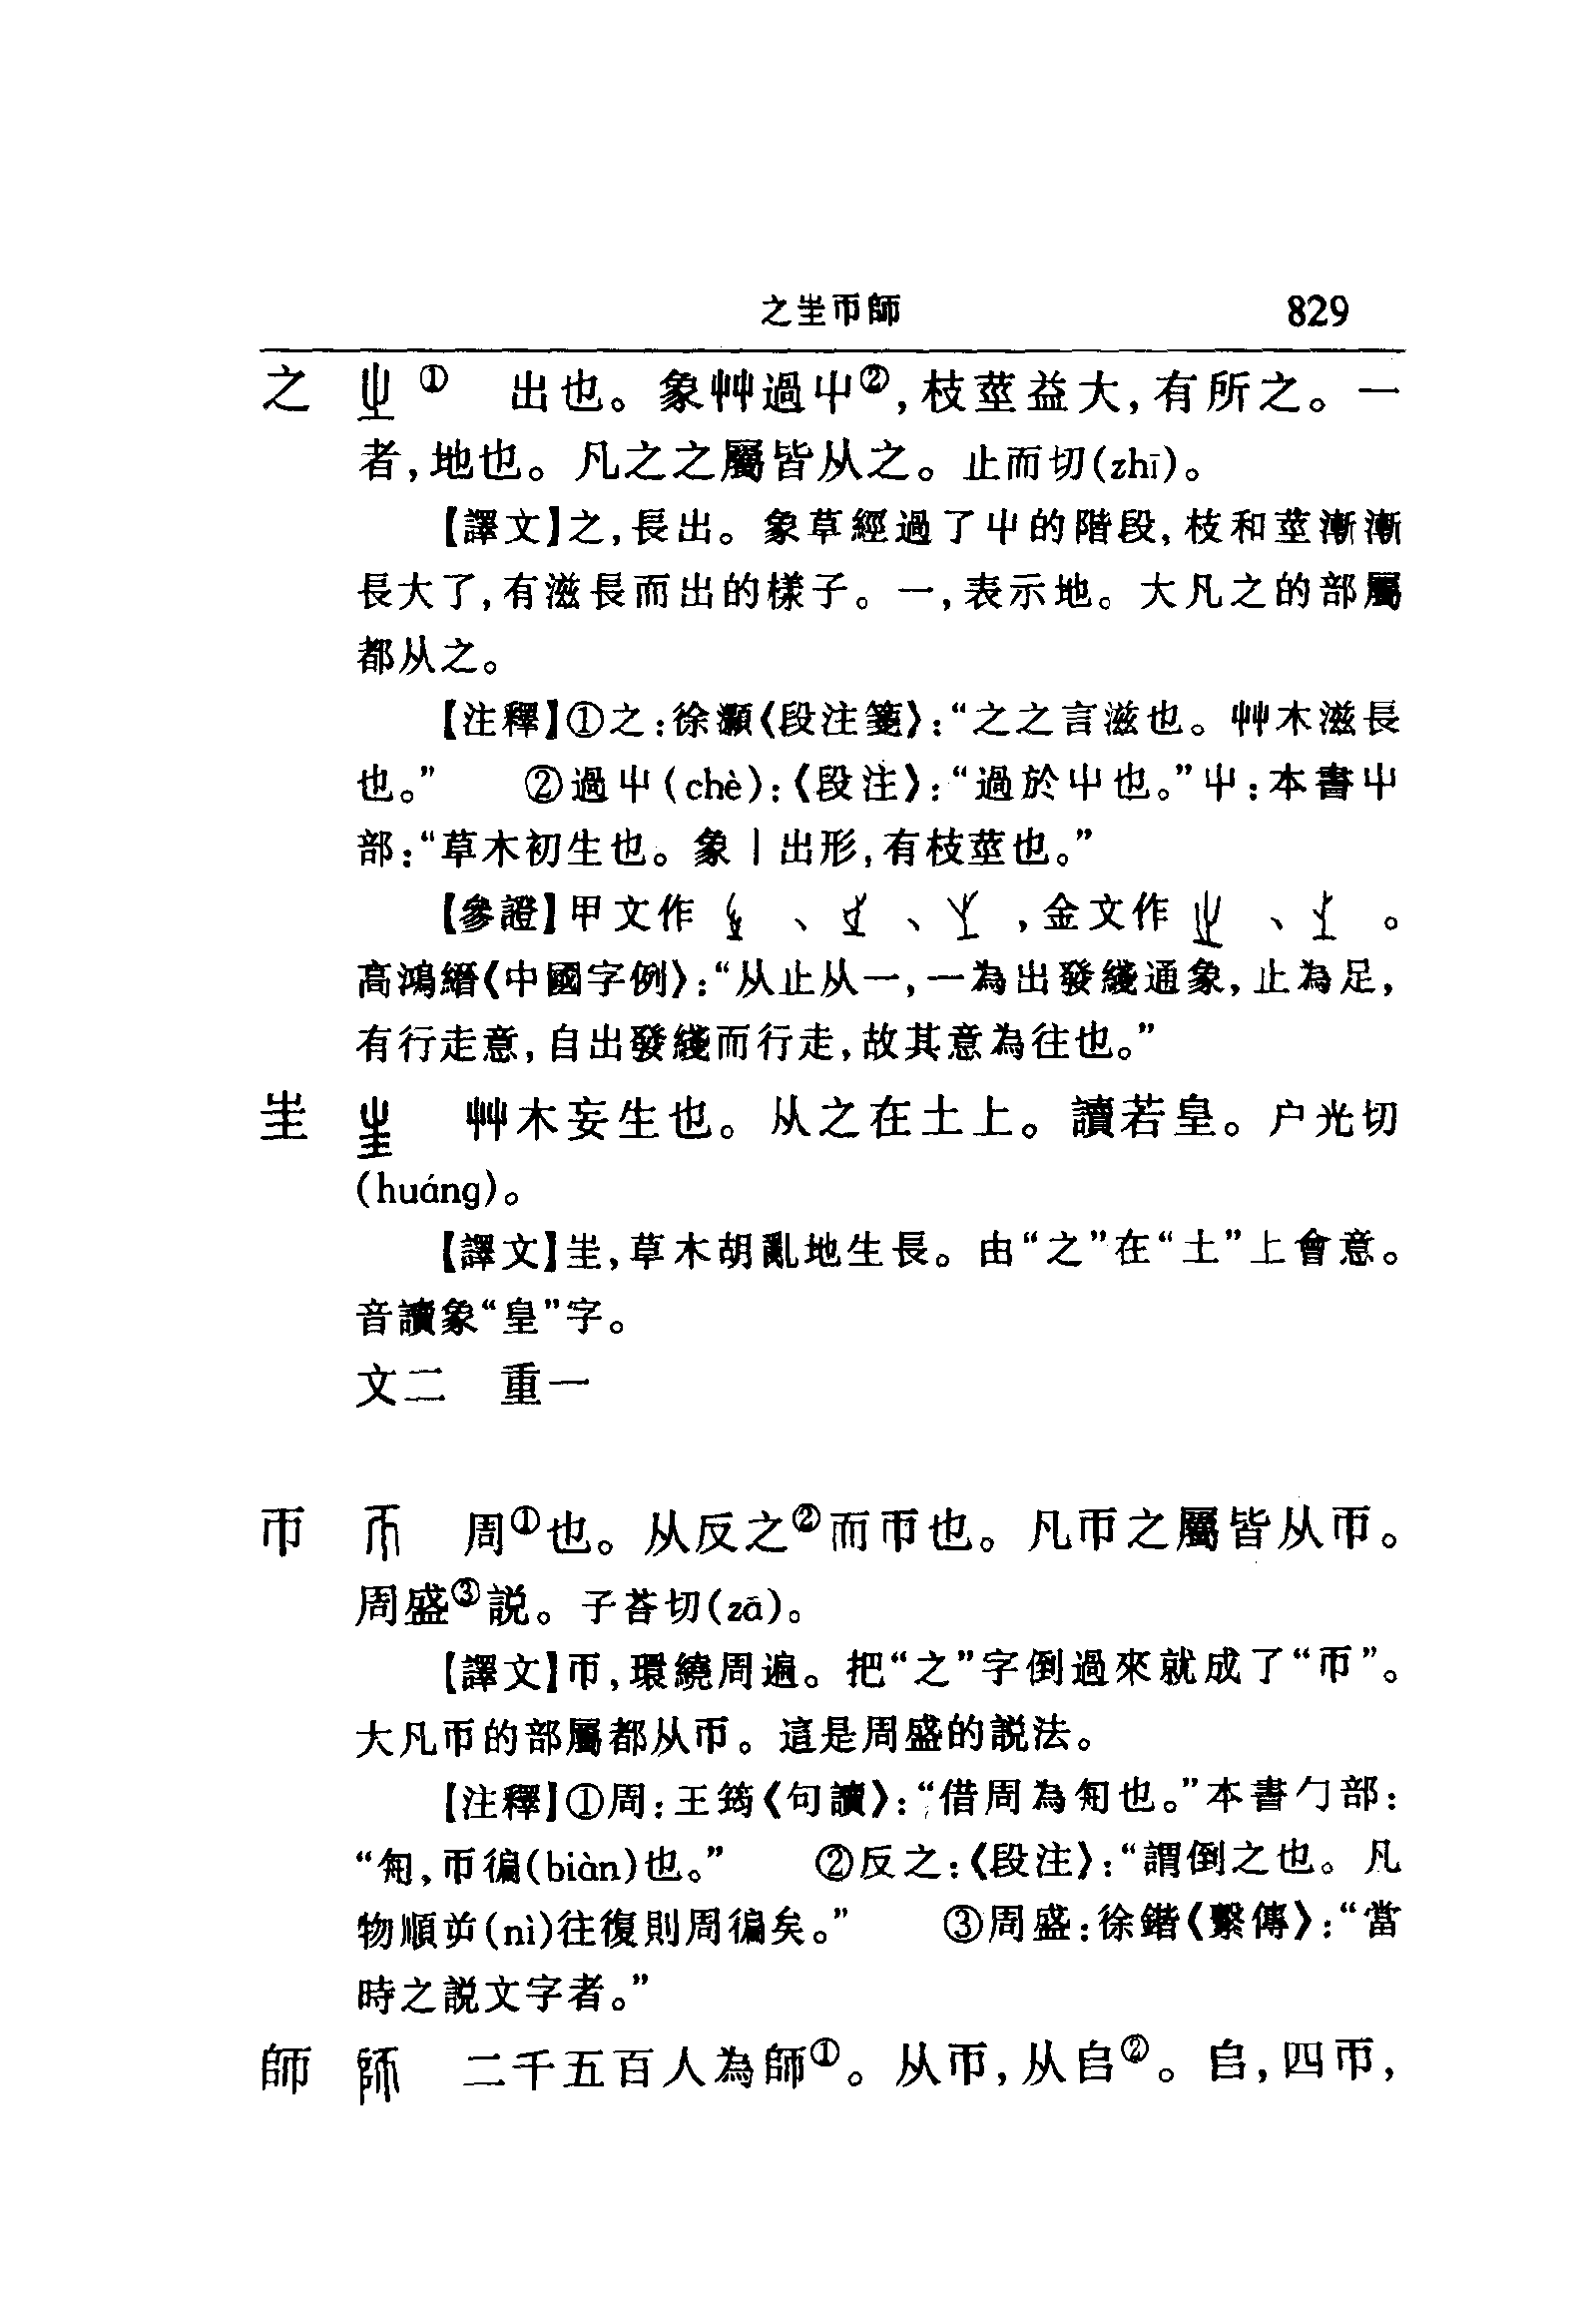 之㞷帀師 829
之 ① 出也。象艸過屮②,枝莖益大,有所之。一
者,地也。凡之之屬皆从之。止而切(zhī)。
【譯文】之,長出。象草經過了屮的階段,枝和莖漸漸
長大了,有滋長而出的樣子。一,表示地。大凡之的部屬
都从之。
【注釋】①之:徐灝《段注箋》:“之之言滋也。艸木滋長
也。” ②過屮(chè):《段注》:“過於屮也。”屮:本書屮
部:“草木初生也。象丨出形,有枝莖也。”
【參證】甲文作 、 、 ,金文作 、 。
高鴻縉《中國字例》:“从止从一,一為出發綫通象,止為足,
有行走意,自出發綫而行走,故其意為往也。”
㞷 艸木妄生也。从之在土上。讀若皇。户光切
(huáng)。
【譯文】㞷,草木胡亂地生長。由“之”在“土”上會意。
音讀象“皇”字。
文二 重一
帀 周①也。从反之②而帀也。凡帀之屬皆从帀。
周盛③説。子荅切(zā)。
【譯文】帀,環繞周遍。把“之”字倒過來就成了“帀”。
大凡帀的部屬都从帀。這是周盛的説法。
【注釋】①周:王筠《句讀》:“借周為匊也。”本書勹部:
“匊,帀徧(biàn)也。” ②反之:《段注》:“謂倒之也。凡
物順屰(nì)往復則周徧矣。” ③周盛:徐鍇《繫傳》:“當
時之説文字者。”
師 二千五百人為師①。从帀,从𠂤②。𠂤,四帀,